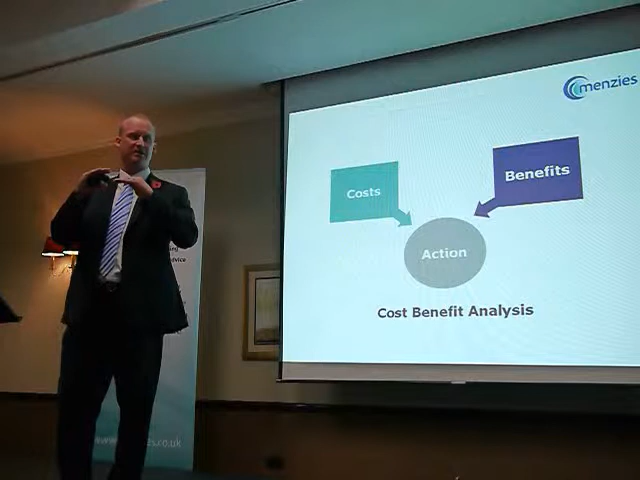 menzies
Benefits
Costs
Action
Cost Benefit Analysis